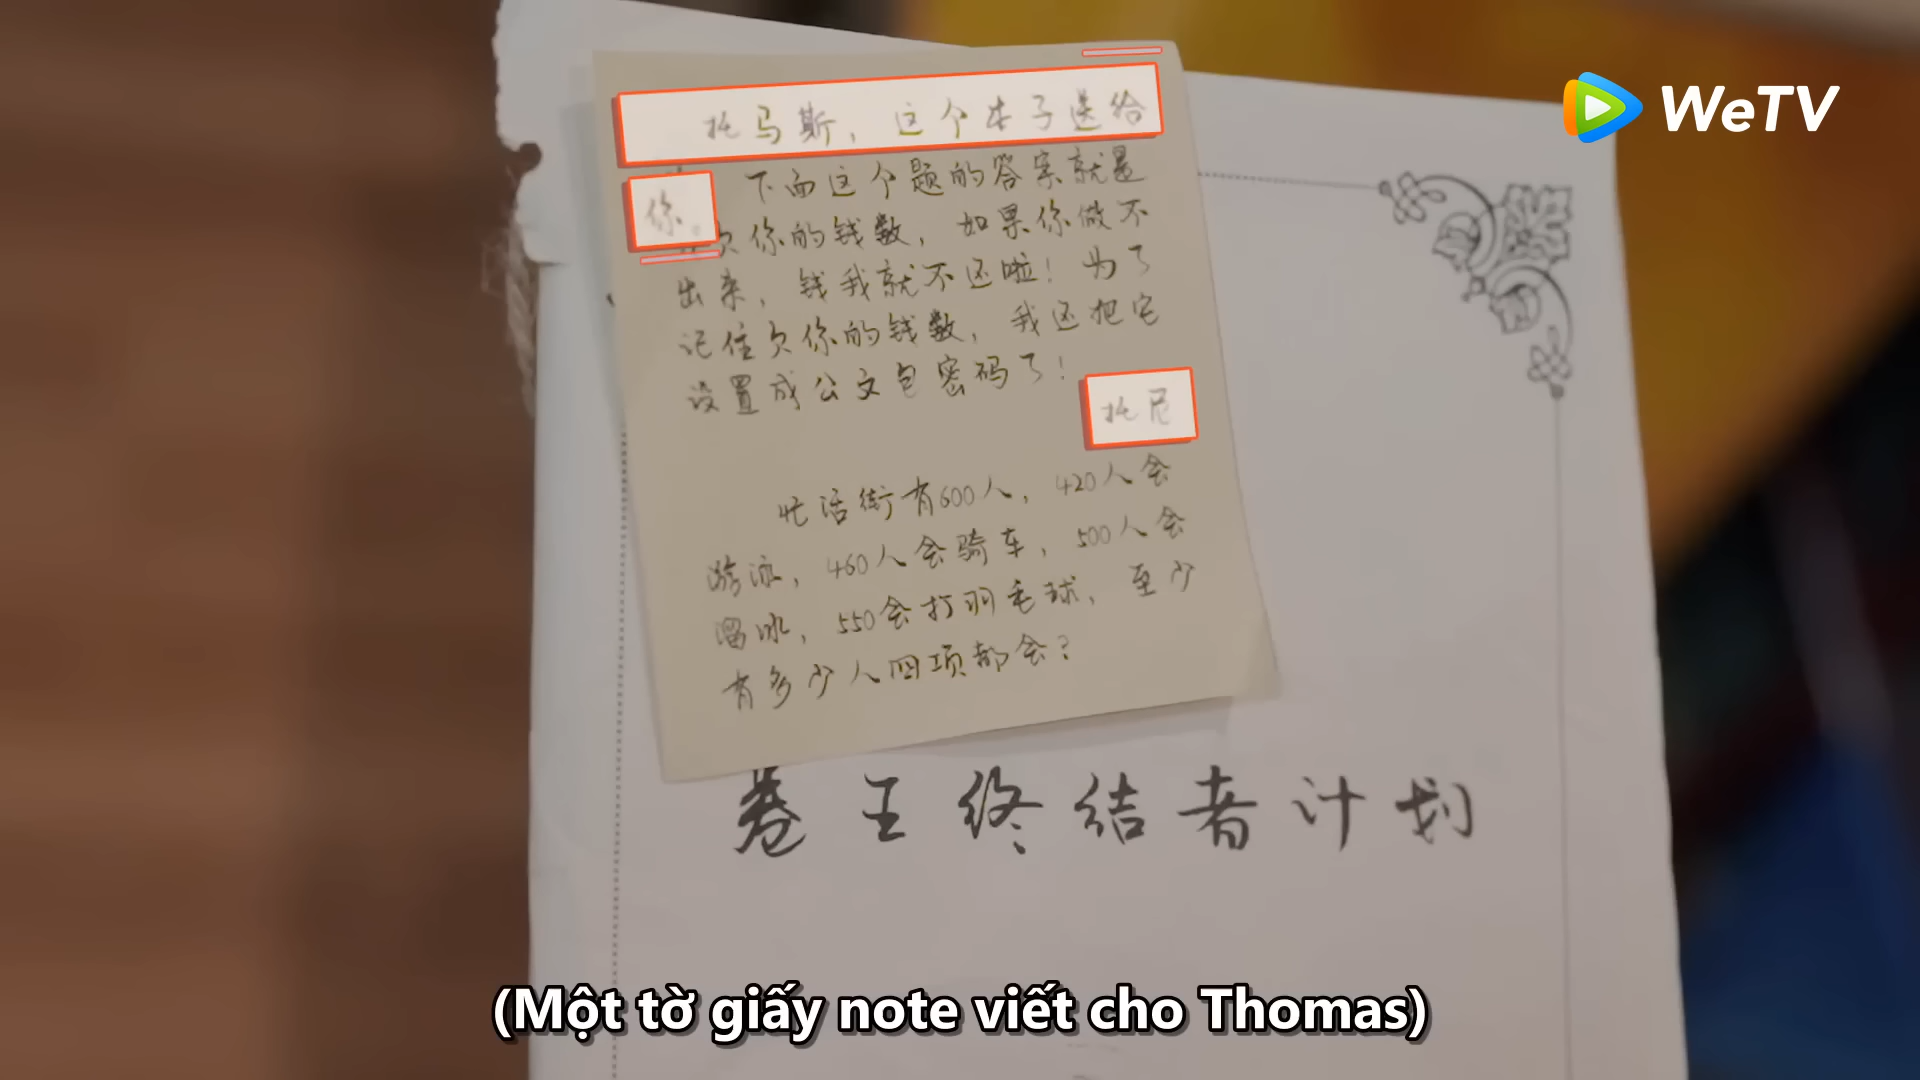 WeTV
托马斯，这个本子送给
你。 下面这个题的答案就是
欠你的钱数，如果你做不
出来，钱我就不还啦！为了
记住欠你的钱数，我还把它
设置成公文包密码了！
托尼
忙活街有600人，420人会
游泳，460人会骑车，500人会
溜冰，550会打羽毛球，至少
有多少人四项都会？
卷王终结者计划
(Một tờ giấy note viết cho Thomas)